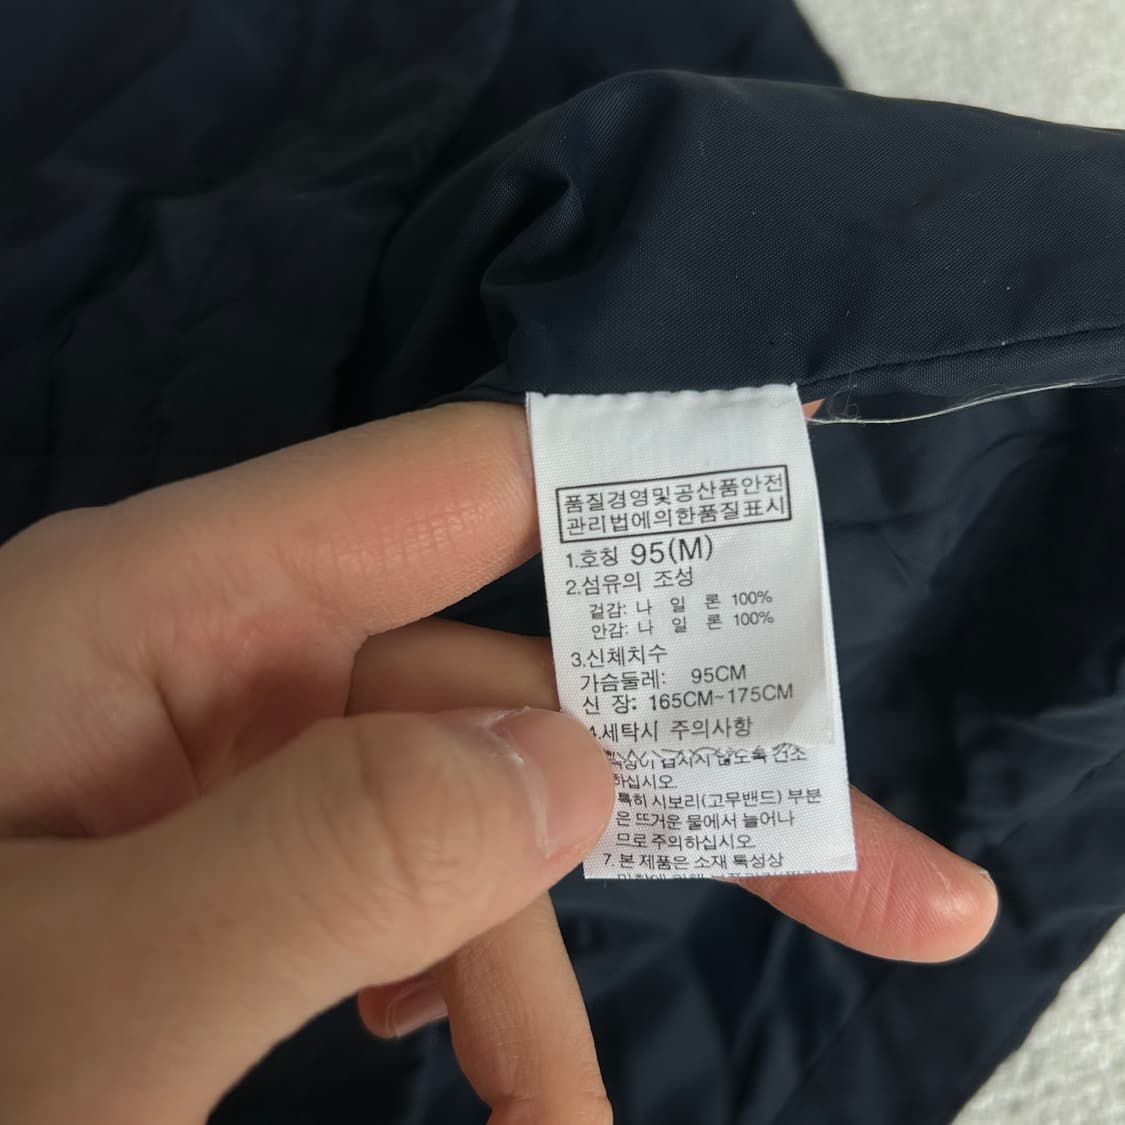 품질경영및공산품안전
관리법에의한품질표시
1.호칭 95(M)
2.섬유의 조성
겉감: 나 일 론 100%
안감: 나 일 론 100%
3.신체치수
가슴둘레: 95CM
신 장: 165CM~175CM
4.세탁시 주의사항
않도록 건조
하십시오.
특히 시보리(고무밴드) 부분
은 뜨거운 물에서 늘어나
므로 주의하십시오.
7. 본 제품은 소재 특성상